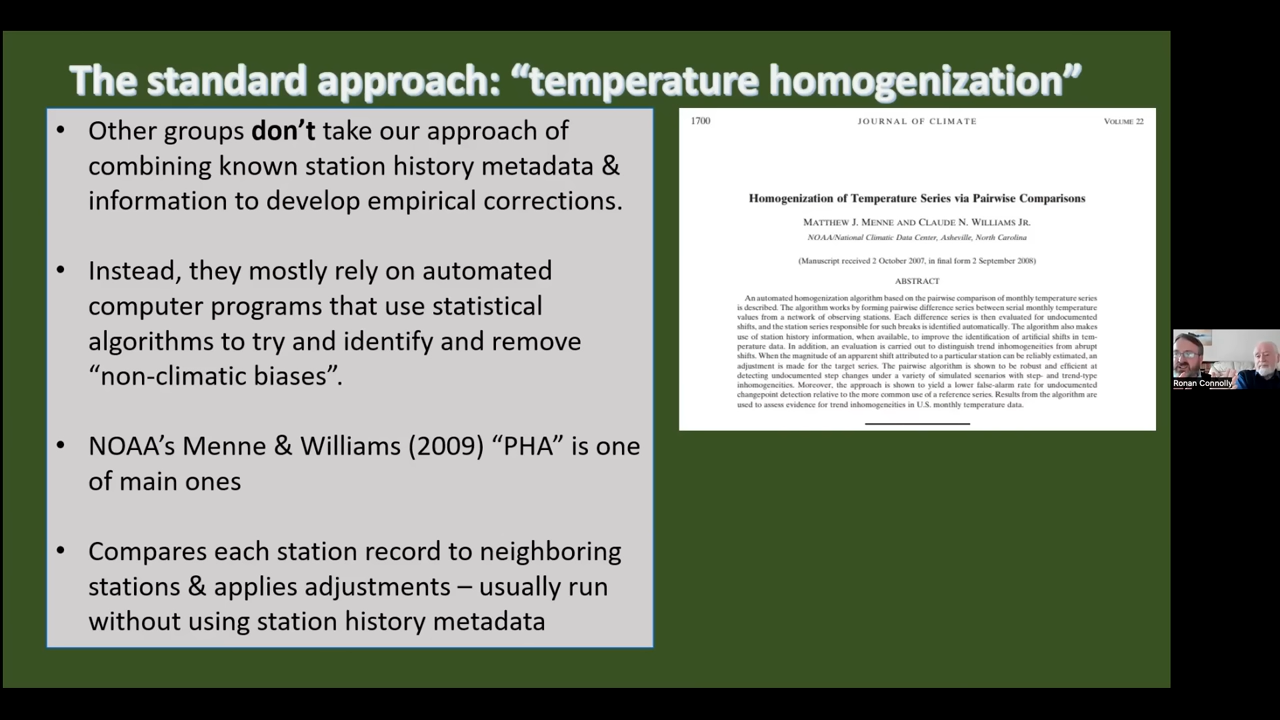 The standard approach: “temperature homogenization”
• Other groups don’t take our approach of
combining known station history metadata &
information to develop empirical corrections.
• Instead, they mostly rely on automated
computer programs that use statistical
algorithms to try and identify and remove
“non-climatic biases”.
• NOAA’s Menne & Williams (2009) “PHA” is one
of main ones
• Compares each station record to neighboring
stations & applies adjustments – usually run
without using station history metadata
1700 JOURNAL OF CLIMATE VOLUME 22
Homogenization of Temperature Series via Pairwise Comparisons
MATTHEW J. MENNE AND CLAUDE N. WILLIAMS JR.
NOAA/National Climatic Data Center, Asheville, North Carolina
(Manuscript received 2 October 2007, in final form 2 September 2008)
ABSTRACT
An automated homogenization algorithm based on the pairwise comparison of monthly temperature series
is described. The algorithm works by forming pairwise difference series between serial monthly temperature
values from a network of observing stations. Each difference series is then evaluated for undocumented
shifts, and the station series responsible for such breaks is identified automatically. The algorithm also makes
use of station history information, when available, to improve the identification of artificial shifts in tem-
perature data. In addition, an evaluation is carried out to distinguish trend inhomogeneities from abrupt
shifts. When the magnitude of an apparent shift attributed to a particular station can be reliably estimated, an
adjustment is made for the target series. The pairwise algorithm is shown to be robust and efficient at
detecting undocumented step changes under a variety of simulated scenarios with step- and trend-type
inhomogeneities. Moreover, the approach is shown to yield a lower false-alarm rate for undocumented
changepoint detection relative to the more common use of a reference series. Results from the algorithm are
used to assess evidence for trend inhomogeneities in U.S. monthly temperature data.
Ronan Connolly